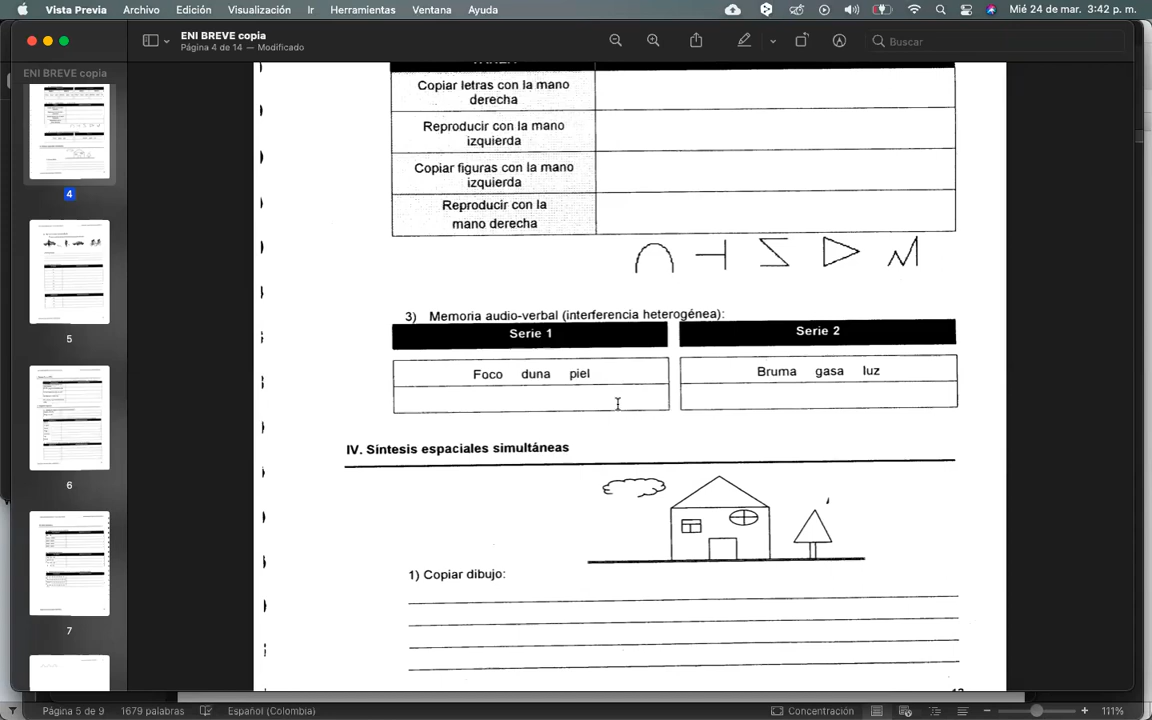 Vista Previa Archivo Edición Visualización Ir Herramientas Ventana Ayuda Mié 24 de mar. 3:42 p. m.
ENI BREVE copia
Página 4 de 14 — Modificado
Buscar
ENI BREVE copia
4
5
6
7
Copiar letras con la mano
derecha
Reproducir con la mano
izquierda
Copiar figuras con la mano
izquierda
Reproducir con la
mano derecha
3) Memoria audio-verbal (interferencia heterogénea):
Serie 1 Serie 2
Foco duna piel Bruma gasa luz
IV. Síntesis espaciales simultáneas
1) Copiar dibujo:
Página 5 de 9 1679 palabras Español (Colombia) Concentración 111%